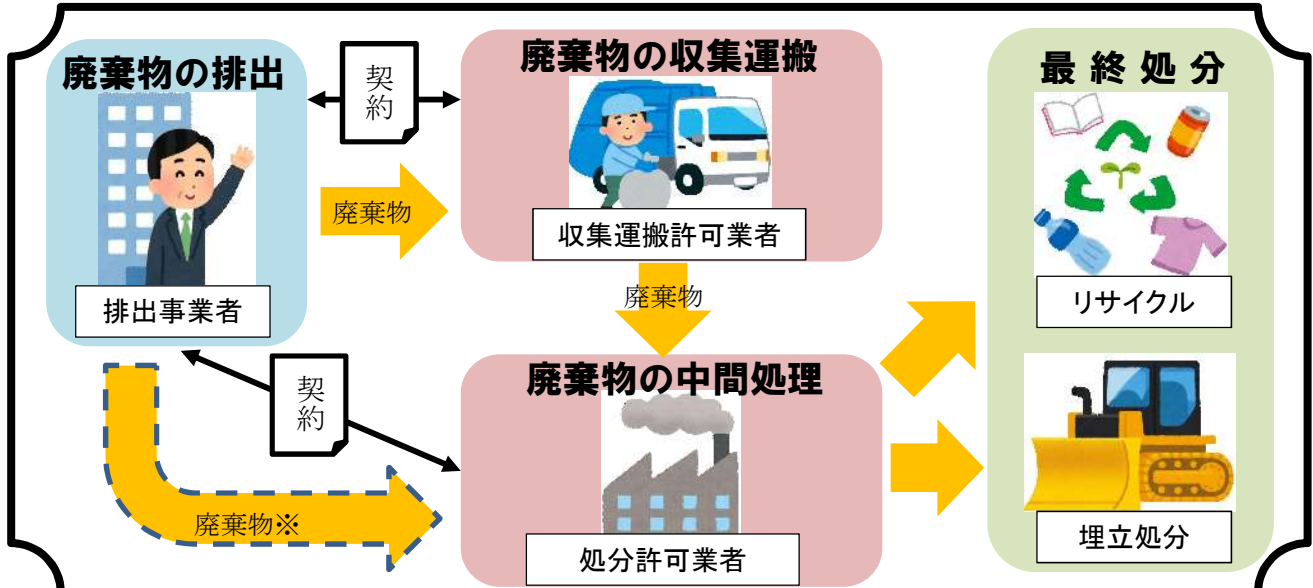 廃棄物の排出
契約
廃棄物の収集運搬
最終処分
廃棄物
収集運搬許可業者
排出事業者
廃棄物
リサイクル
契約
廃棄物の中間処理
廃棄物※
処分許可業者
埋立処分